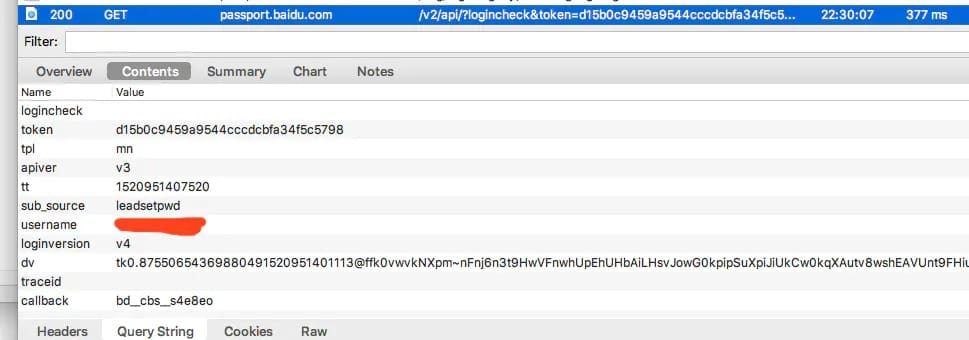 200 GET passport.baidu.com /v2/api/?logincheck&token=d15b0c9459a9544cccdcbfa34f5c5... 22:30:07 377 ms
Filter:
Overview Contents Summary Chart Notes
Name Value
logincheck
token d15b0c9459a9544cccdcbfa34f5c5798
tpl mn
apiver v3
tt 1520951407520
sub_source leadsetpwd
username
loginversion v4
dv tk0.87550654369880491520951401113@ffk0vwvkNXpm~nFnj6n3t9HwVFnwhUpEhUHbAiLHsvJowG0kpipSuXpiJiUkCw0kqXAutv8wshEAVUnt9FHiu
traceid
callback bd__cbs__s4e8eo
Headers Query String Cookies Raw